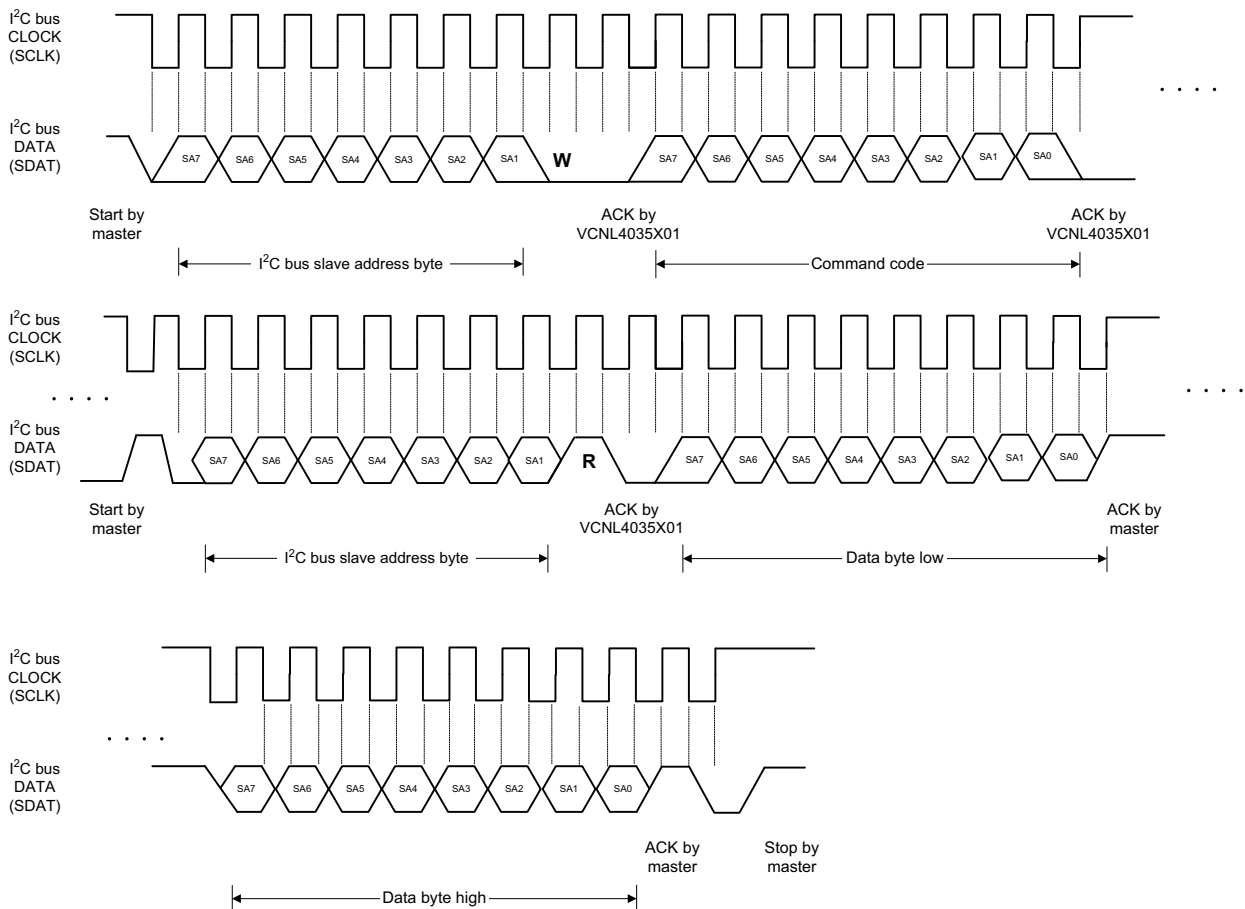 I²C bus
CLOCK
(SCLK)
. . . .
I²C bus
DATA
(SDAT)
SA7 SA6 SA5 SA4 SA3 SA2 SA1 W SA7 SA6 SA5 SA4 SA3 SA2 SA1 SA0
Start by
master
ACK by
VCNL4035X01
ACK by
VCNL4035X01
I²C bus slave address byte
Command code
I²C bus
CLOCK
(SCLK)
. . . .
. . . .
I²C bus
DATA
(SDAT)
SA7 SA6 SA5 SA4 SA3 SA2 SA1 R SA7 SA6 SA5 SA4 SA3 SA2 SA1 SA0
Start by
master
ACK by
VCNL4035X01
ACK by
master
I²C bus slave address byte
Data byte low
I²C bus
CLOCK
(SCLK)
. . . .
I²C bus
DATA
(SDAT)
SA7 SA6 SA5 SA4 SA3 SA2 SA1 SA0
ACK by
master
Stop by
master
Data byte high